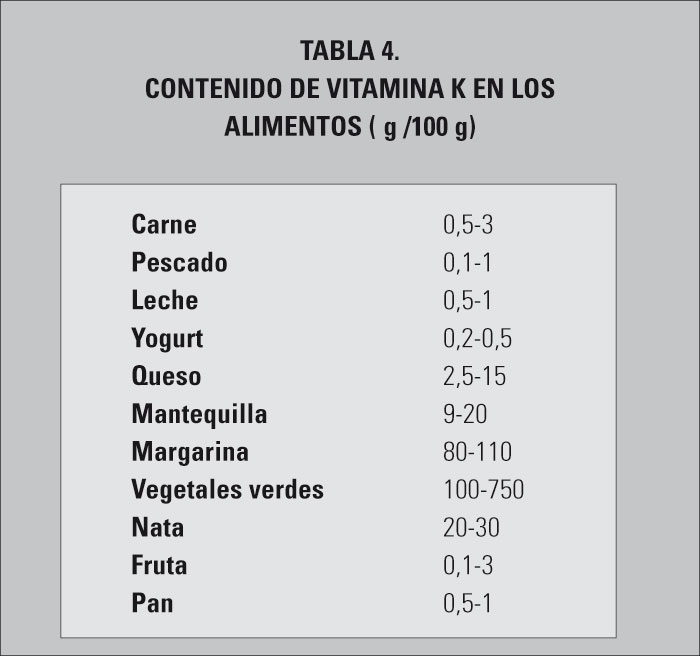 TABLA 4.
CONTENIDO DE VITAMINA K EN LOS
ALIMENTOS ( g /100 g)
Carne 0,5-3
Pescado 0,1-1
Leche 0,5-1
Yogurt 0,2-0,5
Queso 2,5-15
Mantequilla 9-20
Margarina 80-110
Vegetales verdes 100-750
Nata 20-30
Fruta 0,1-3
Pan 0,5-1